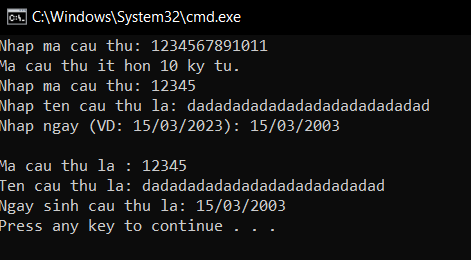 C:\Windows\System32\cmd.exe
Nhap ma cau thu: 1234567891011
Ma cau thu it hon 10 ky tu.
Nhap ma cau thu: 12345
Nhap ten cau thu la: dadadadadadadadadadadadadad
Nhap ngay (VD: 15/03/2023): 15/03/2003
Ma cau thu la : 12345
Ten cau thu la: dadadadadadadadadadadadadad
Ngay sinh cau thu la: 15/03/2003
Press any key to continue . . .